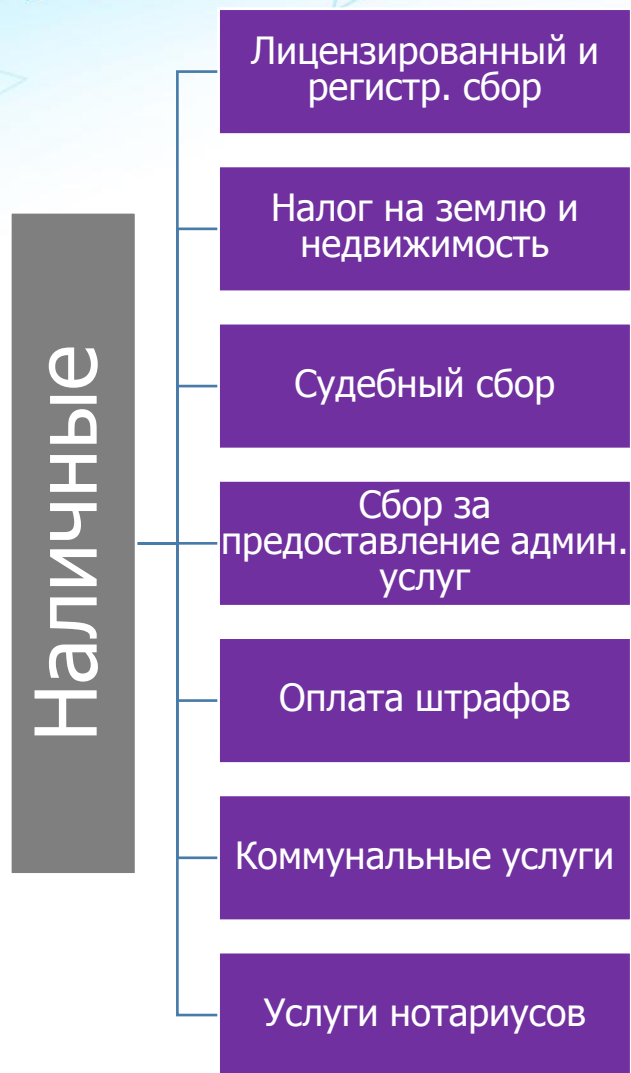 Лицензированный и
регистр. сбор
Налог на землю и
недвижимость
Судебный сбор
Сбор за
предоставление админ.
услуг
Наличные
Оплата штрафов
Коммунальные услуги
Услуги нотариусов